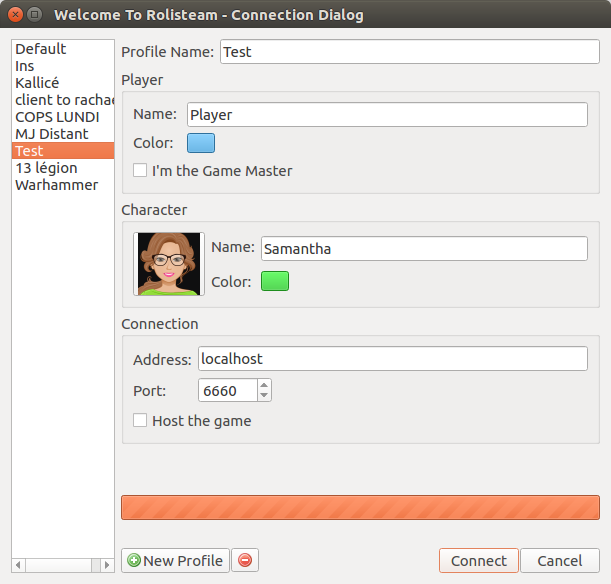 Welcome To Rolisteam - Connection Dialog
Default
Ins
Kallicé
client to rachae
COPS LUNDI
MJ Distant
Test
13 légion
Warhammer
Profile Name: Test
Player
Name: Player
Color:
I'm the Game Master
Character
Name: Samantha
Color:
Connection
Address: localhost
Port: 6660
Host the game
New Profile
Connect
Cancel